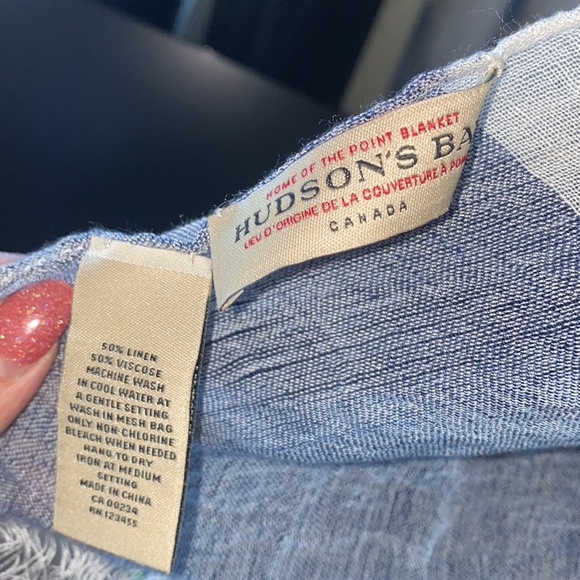 HOME OF THE POINT BLANKET
HUDSON'S BA
LIEU D'ORIGINE DE LA COUVERTURE À POI
CANADA
50% LINEN
50% VISCOSE
MACHINE WASH
IN COOL WATER AT
A GENTLE SETTING
WASH IN MESH BAG
ONLY NON-CHLORINE
BLEACH WHEN NEEDED
HANG TO DRY
IRON AT MEDIUM
SETTING
MADE IN CHINA
CA 00234
RN 123455